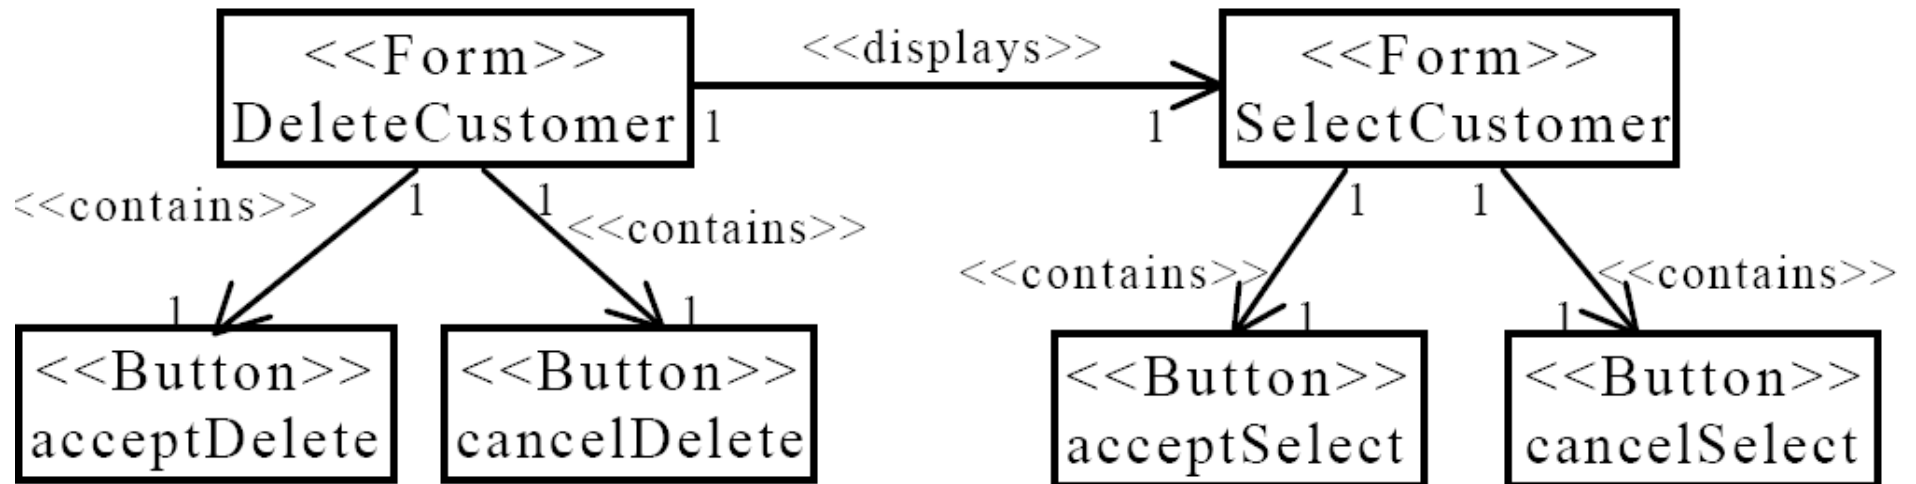 <<Form>>
DeleteCustomer
<<displays>>
1
1
<<Form>>
SelectCustomer
<<contains>>
1
1
<<contains>>
1
1
<<contains>>
1
1
<<contains>>
1
1
<<Button>>
acceptDelete
<<Button>>
cancelDelete
<<Button>>
acceptSelect
<<Button>>
cancelSelect